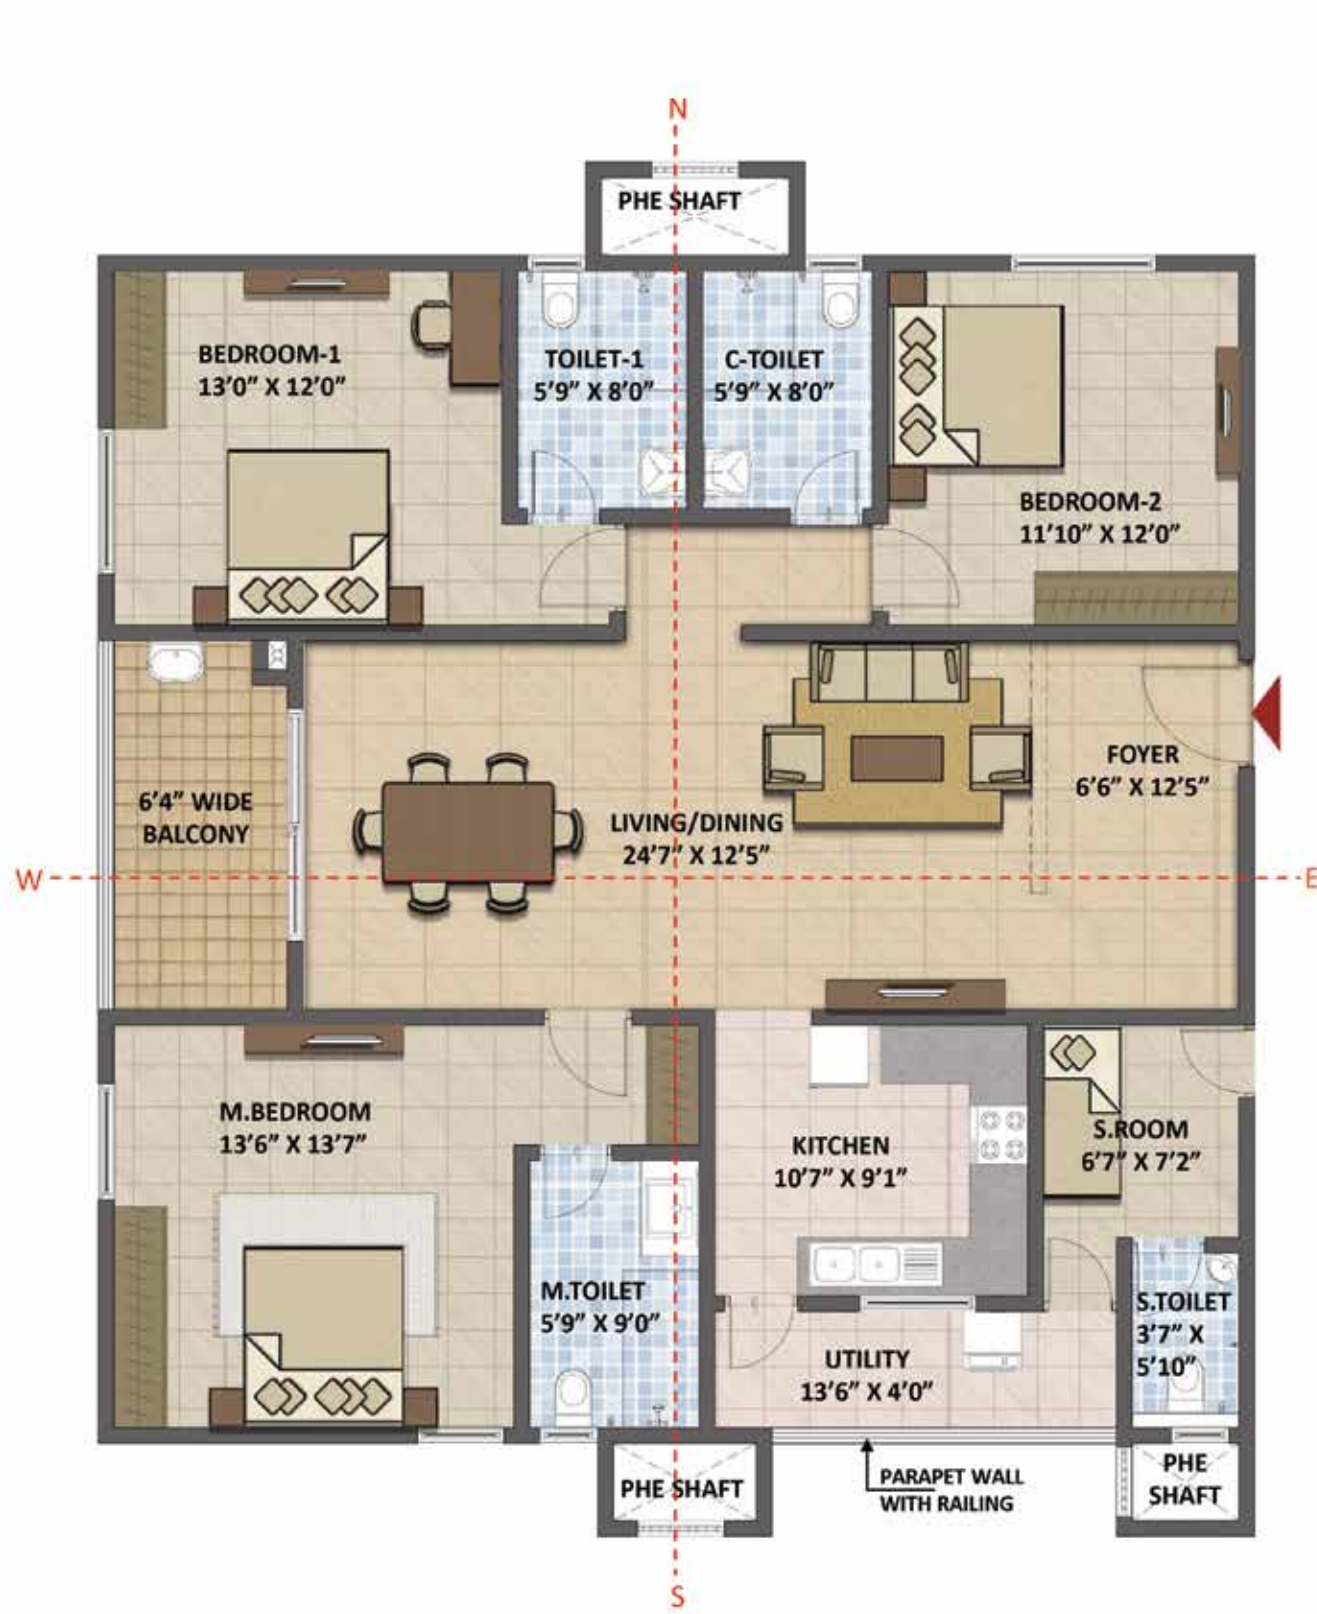 N
PHE SHAFT
BEDROOM-1
13'0" X 12'0"
TOILET-1
5'9" X 8'0"
C-TOILET
5'9" X 8'0"
BEDROOM-2
11'10" X 12'0"
FOYER
6'6" X 12'5"
6'4" WIDE
BALCONY
LIVING/DINING
24'7" X 12'5"
W
E
M.BEDROOM
13'6" X 13'7"
KITCHEN
10'7" X 9'1"
S.ROOM
6'7" X 7'2"
M.TOILET
5'9" X 9'0"
S.TOILET
3'7" X
5'10"
UTILITY
13'6" X 4'0"
PHE SHAFT
PARAPET WALL
WITH RAILING
PHE
SHAFT
S